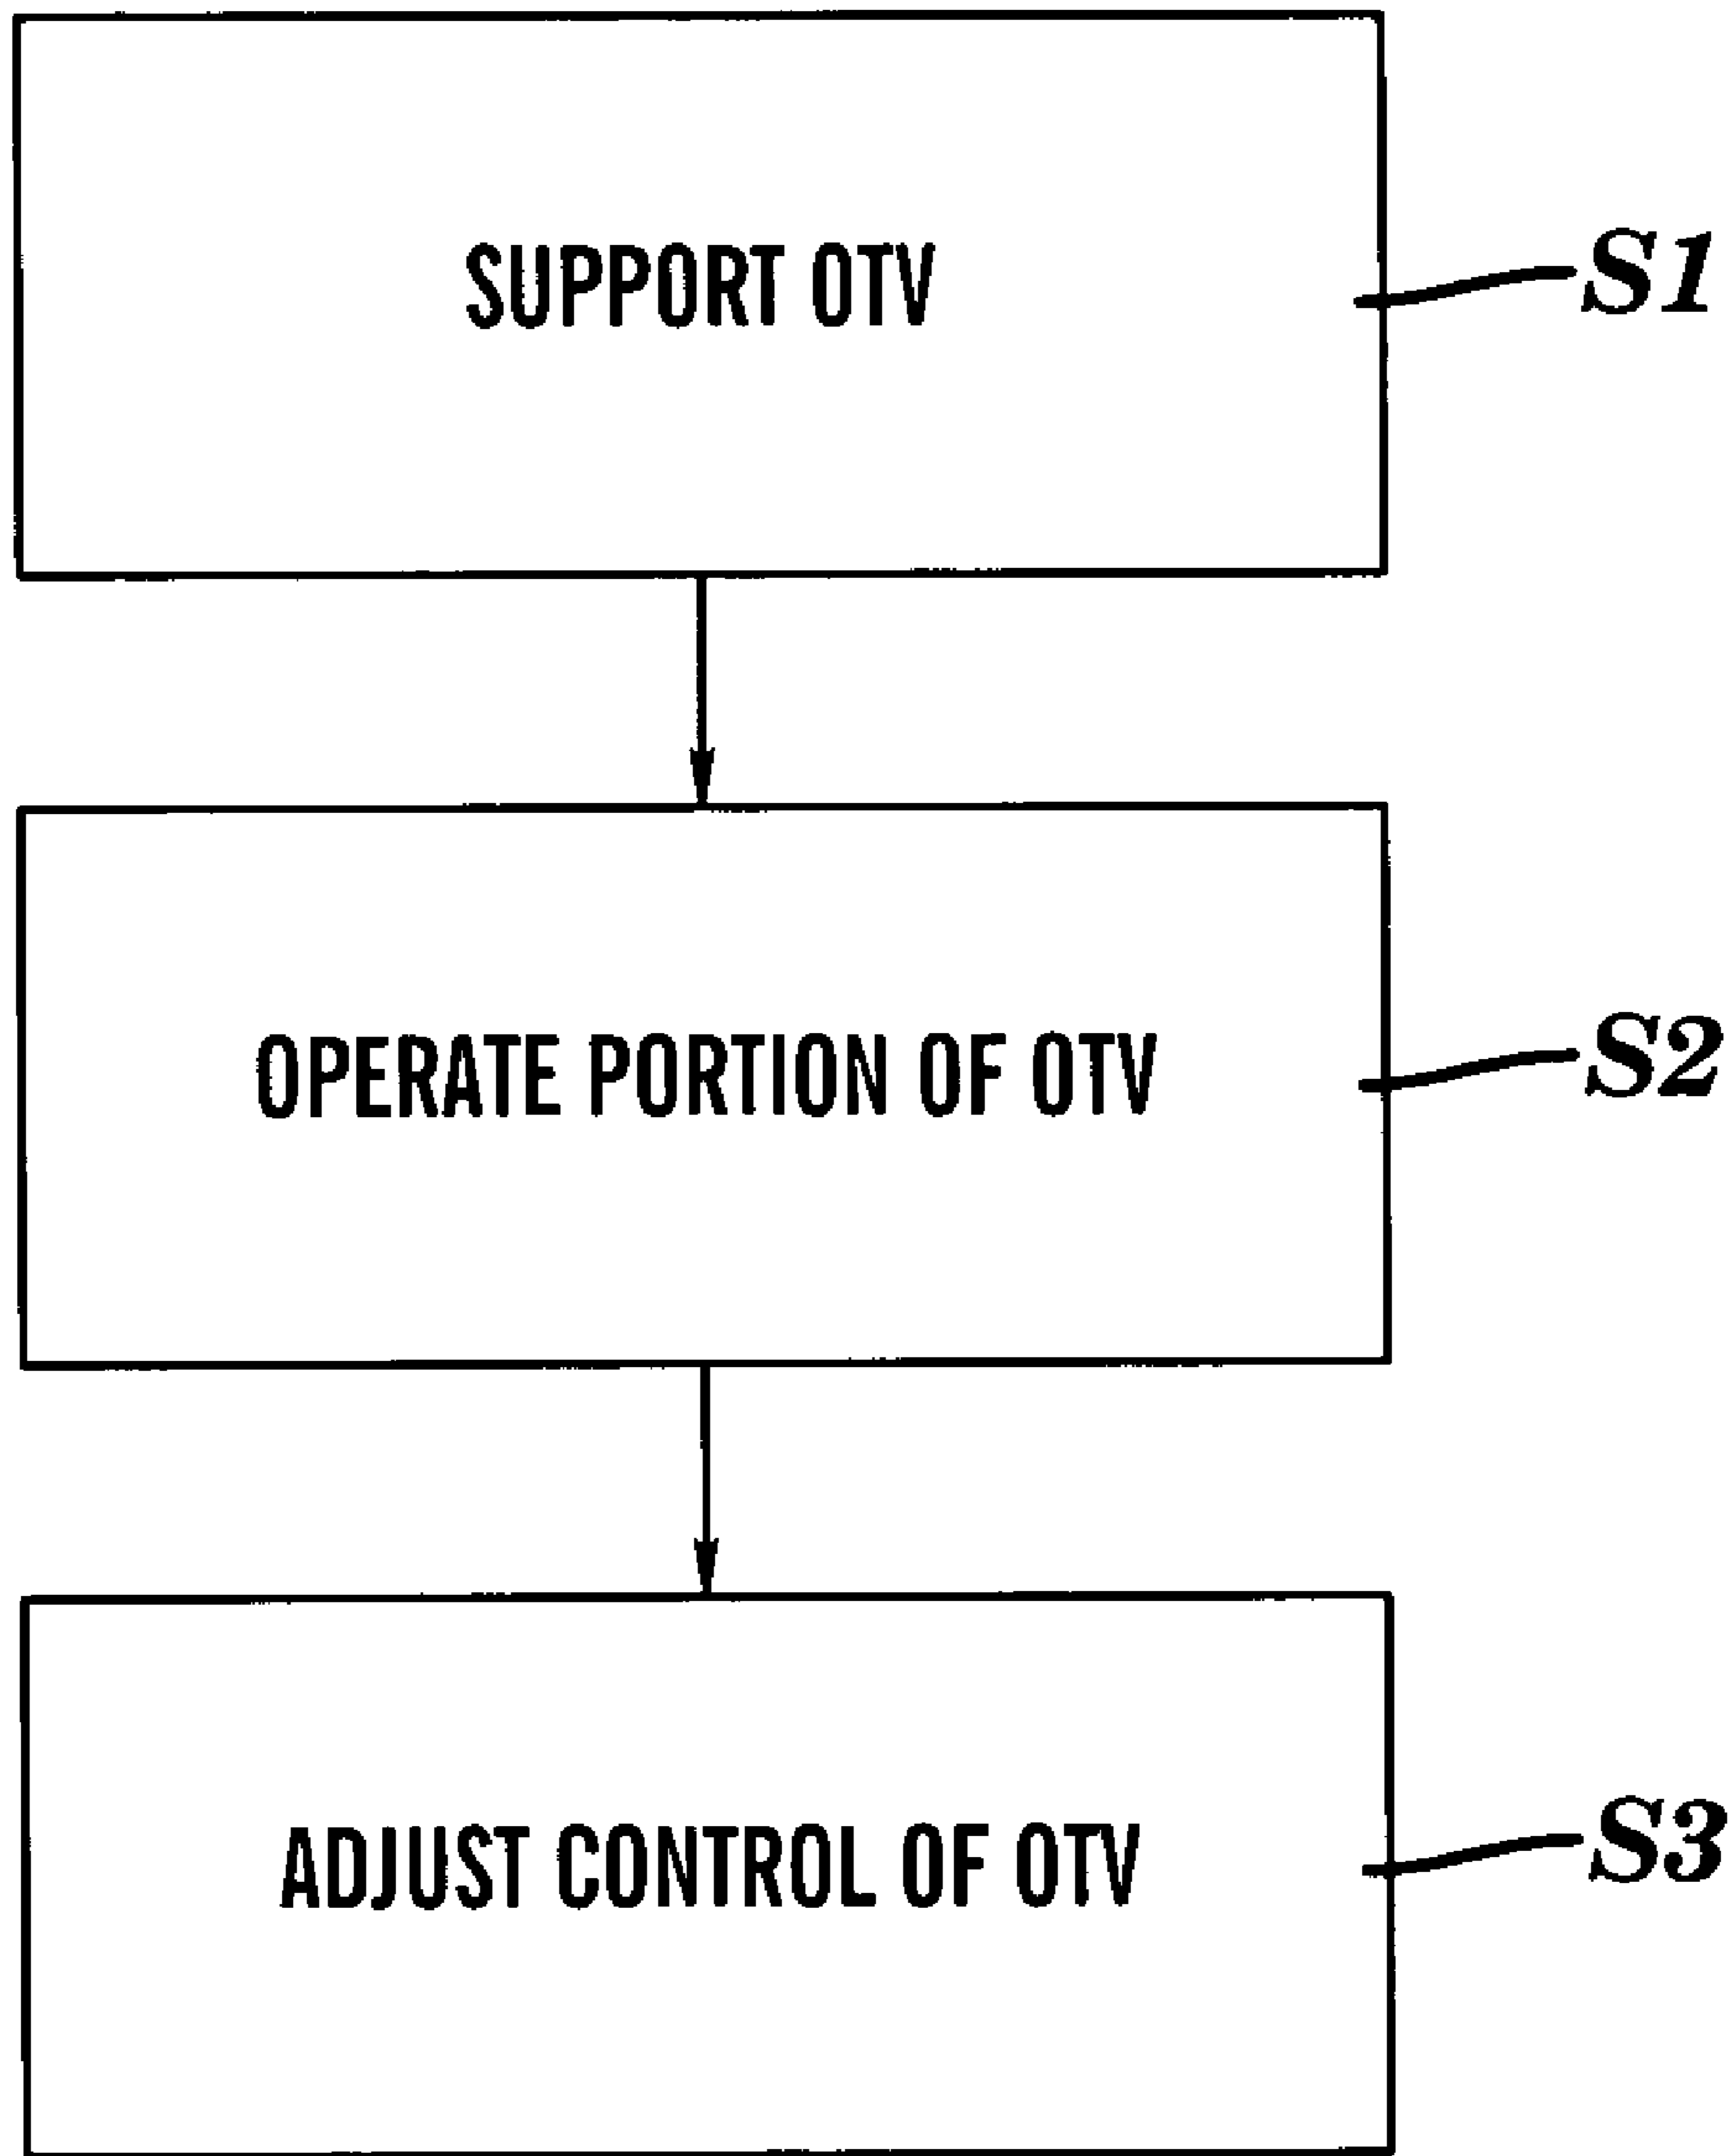 SUPPORT OTV
S1
OPERATE PORTION OF OTV
S2
ADJUST CONTROL OF OTV
S3